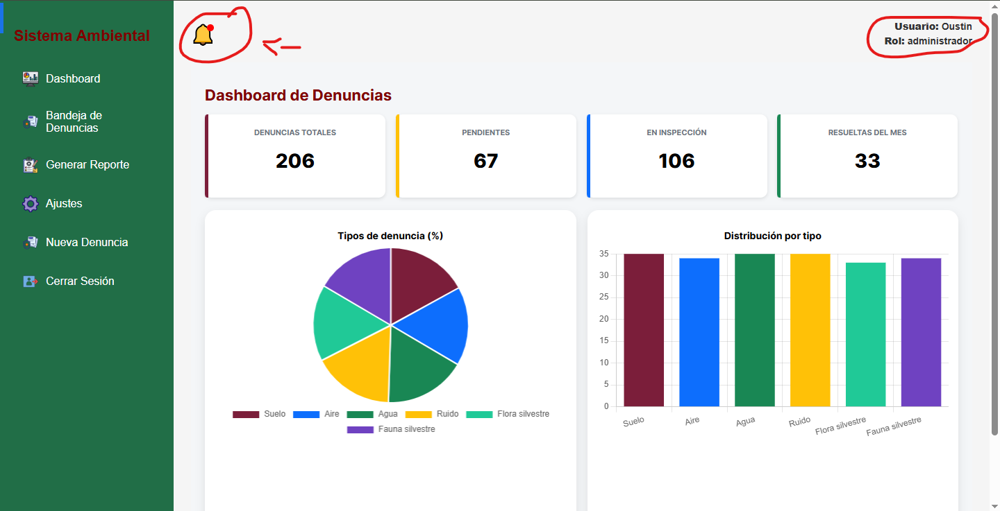 Sistema Ambiental
Dashboard
Bandeja de
Denuncias
Generar Reporte
Ajustes
Nueva Denuncia
Cerrar Sesión
Usuario: Oustin
Rol: administrador
Dashboard de Denuncias
DENUNCIAS TOTALES
206
PENDIENTES
67
EN INSPECCIÓN
106
RESUELTAS DEL MES
33
Tipos de denuncia (%)
Suelo Aire Agua Ruido Flora silvestre
Fauna silvestre
Distribución por tipo
35
30
25
20
15
10
5
0
Suelo Aire Agua Ruido Flora silvestre Fauna silvestre